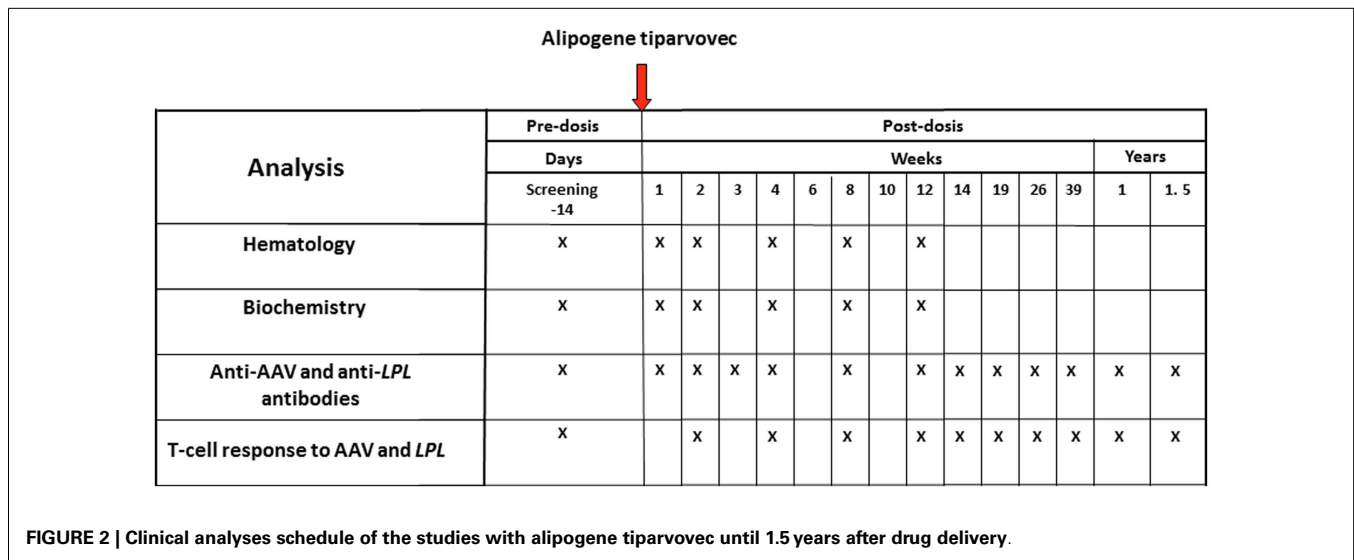 Alipogene tiparvovec
Analysis
Pre-dosis Post-dosis
Days Weeks Years
Screening 1 2 3 4 6 8 10 12 14 19 26 39 1 1. 5
-14
Hematology X X X X X X
Biochemistry X X X X X X
Anti-AAV and anti-LPL X X X X X X X X X X X X X
antibodies
T-cell response to AAV and LPL X X X X X X X X X X X
FIGURE 2 | Clinical analyses schedule of the studies with alipogene tiparvovec until 1.5 years after drug delivery.